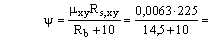 ψ = μxyRs,xy / Rb + 10 = 0,0063 · 225 / 14,5 + 10 =